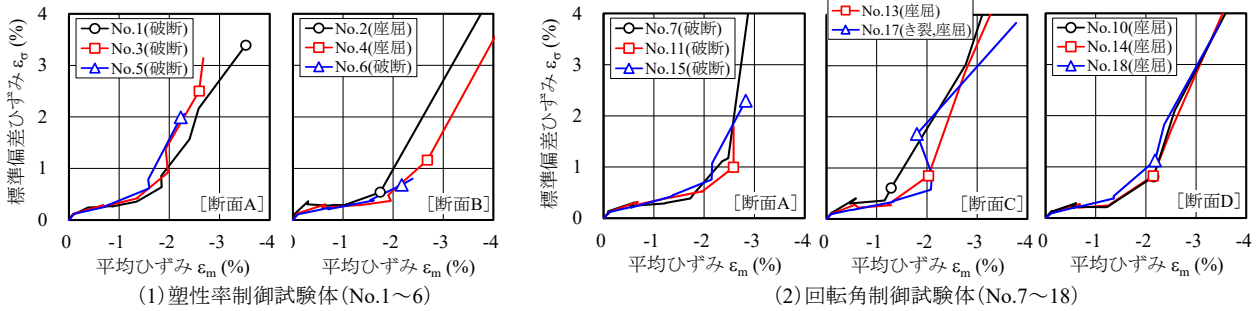 標準偏差ひずみ εσ (%)
4
3
2
1
0
No.1(破断)
No.3(破断)
No.5(破断)
[断面A]
0 -1 -2 -3 -4
平均ひずみ εm (%)
No.2(座屈)
No.4(座屈)
No.6(破断)
[断面B]
0 -1 -2 -3 -4
平均ひずみ εm (%)
(1)塑性率制御試験体(No.1～6)
標準偏差ひずみ εσ (%)
4
3
2
1
0
No.7(破断)
No.11(破断)
No.15(破断)
[断面A]
0 -1 -2 -3 -4
平均ひずみ εm (%)
No.13(座屈)
No.17(き裂,座屈)
[断面C]
0 -1 -2 -3 -4
平均ひずみ εm (%)
No.10(座屈)
No.14(座屈)
No.18(座屈)
[断面D]
0 -1 -2 -3 -4
平均ひずみ εm (%)
(2)回転角制御試験体(No.7～18)